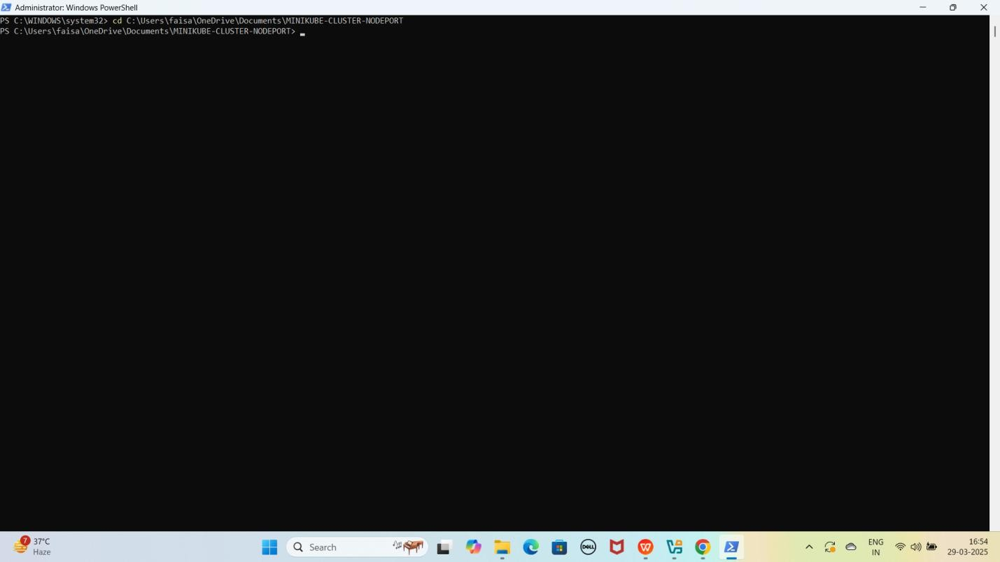 Administrator: Windows PowerShell
PS C:\WINDOWS\system32> cd C:\Users\faisa\OneDrive\Documents\MINIKUBE-CLUSTER-NODEPORT
PS C:\Users\faisa\OneDrive\Documents\MINIKUBE-CLUSTER-NODEPORT>
7
37°C
Haze
Search
DELL
ENG
IN
16:54
29-03-2025